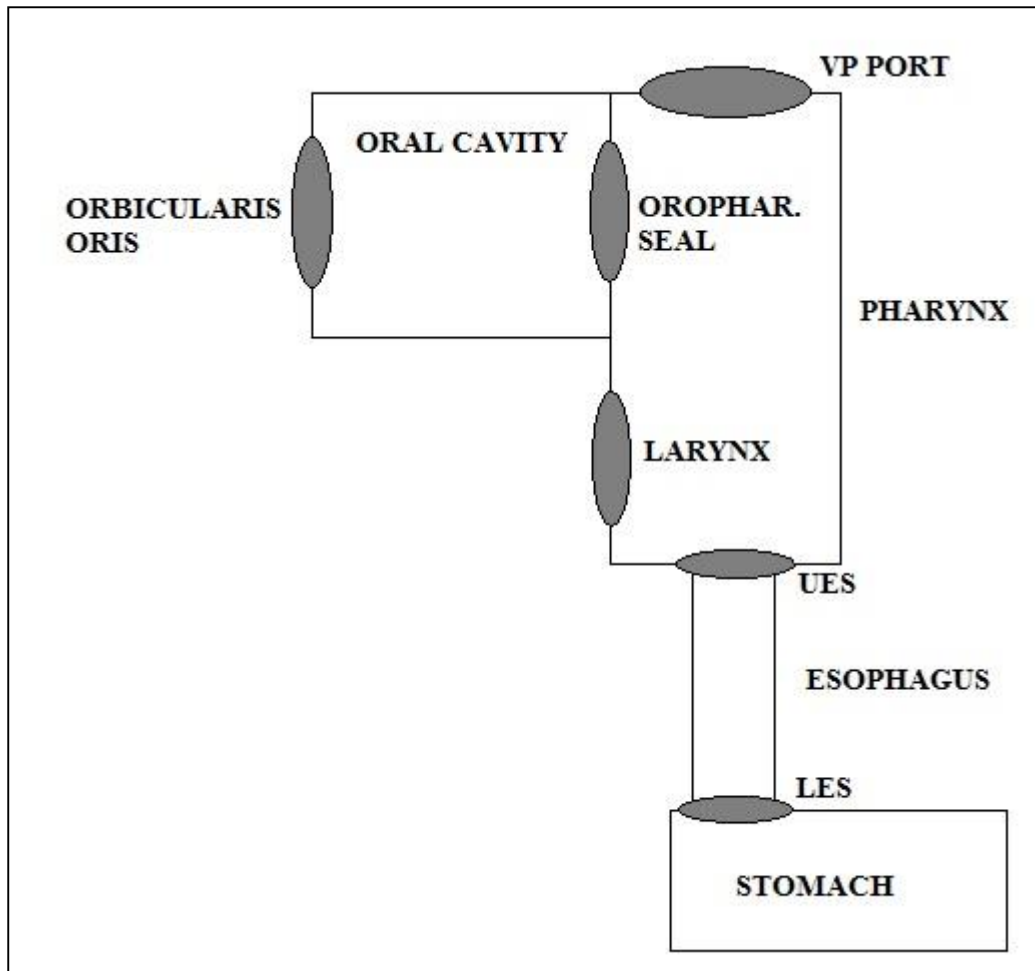 VP PORT
ORAL CAVITY
ORBICULARIS
ORIS
OROPHAR.
SEAL
PHARYNX
LARYNX
UES
ESOPHAGUS
LES
STOMACH